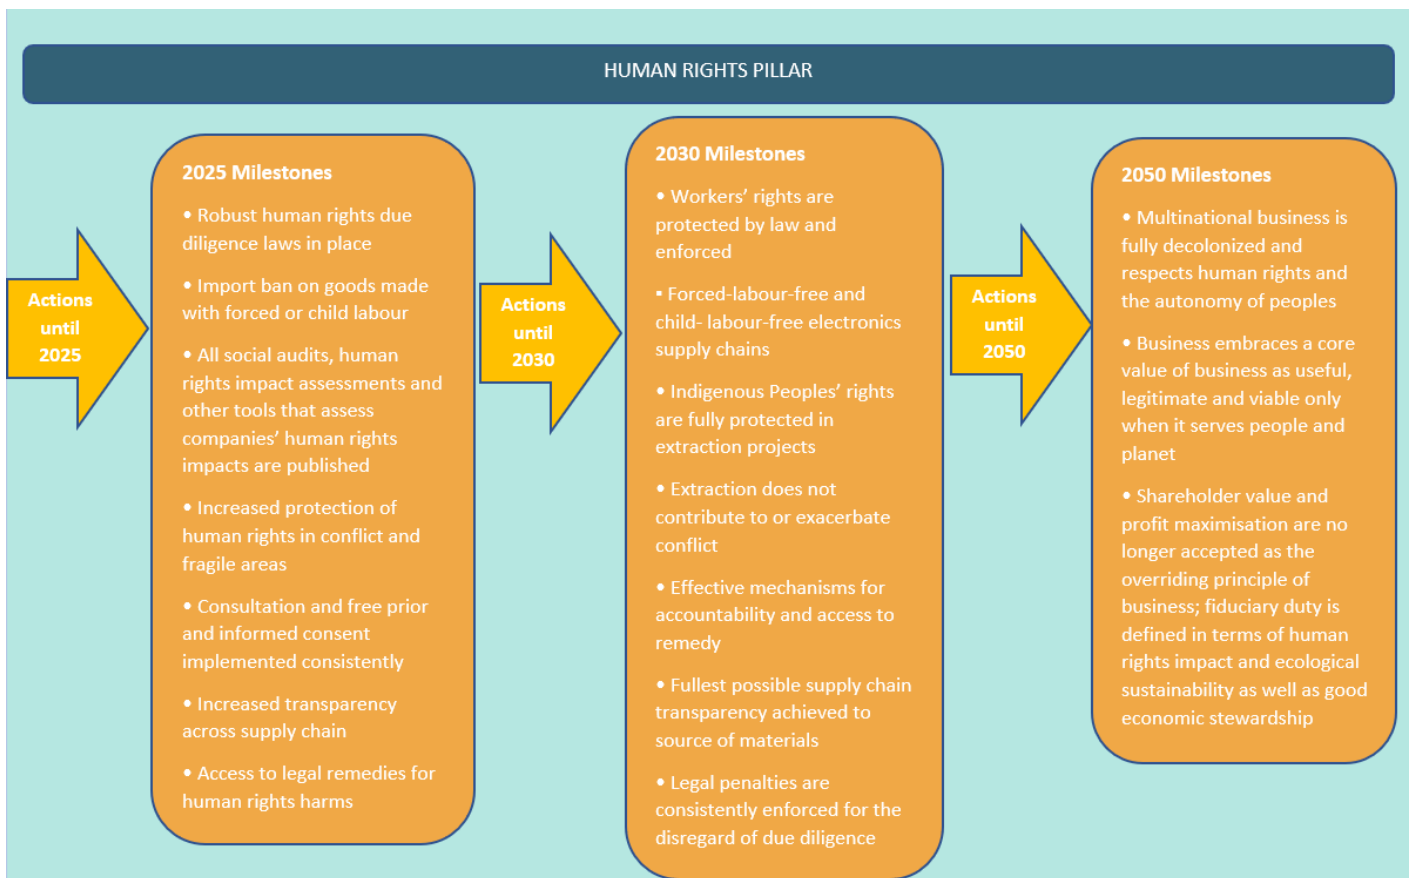 HUMAN RIGHTS PILLAR
Actions
until
2025
2025 Milestones
• Robust human rights due
diligence laws in place
• Import ban on goods made
with forced or child labour
• All social audits, human
rights impact assessments and
other tools that assess
companies’ human rights
impacts are published
• Increased protection of
human rights in conflict and
fragile areas
• Consultation and free prior
and informed consent
implemented consistently
• Increased transparency
across supply chain
• Access to legal remedies for
human rights harms
Actions
until
2030
2030 Milestones
• Workers’ rights are
protected by law and
enforced
▪ Forced-labour-free and
child- labour-free electronics
supply chains
• Indigenous Peoples’ rights
are fully protected in
extraction projects
• Extraction does not
contribute to or exacerbate
conflict
• Effective mechanisms for
accountability and access to
remedy
• Fullest possible supply chain
transparency achieved to
source of materials
• Legal penalties are
consistently enforced for the
disregard of due diligence
Actions
until
2050
2050 Milestones
• Multinational business is
fully decolonized and
respects human rights and
the autonomy of peoples
• Business embraces a core
value of business as useful,
legitimate and viable only
when it serves people and
planet
• Shareholder value and
profit maximisation are no
longer accepted as the
overriding principle of
business; fiduciary duty is
defined in terms of human
rights impact and ecological
sustainability as well as good
economic stewardship